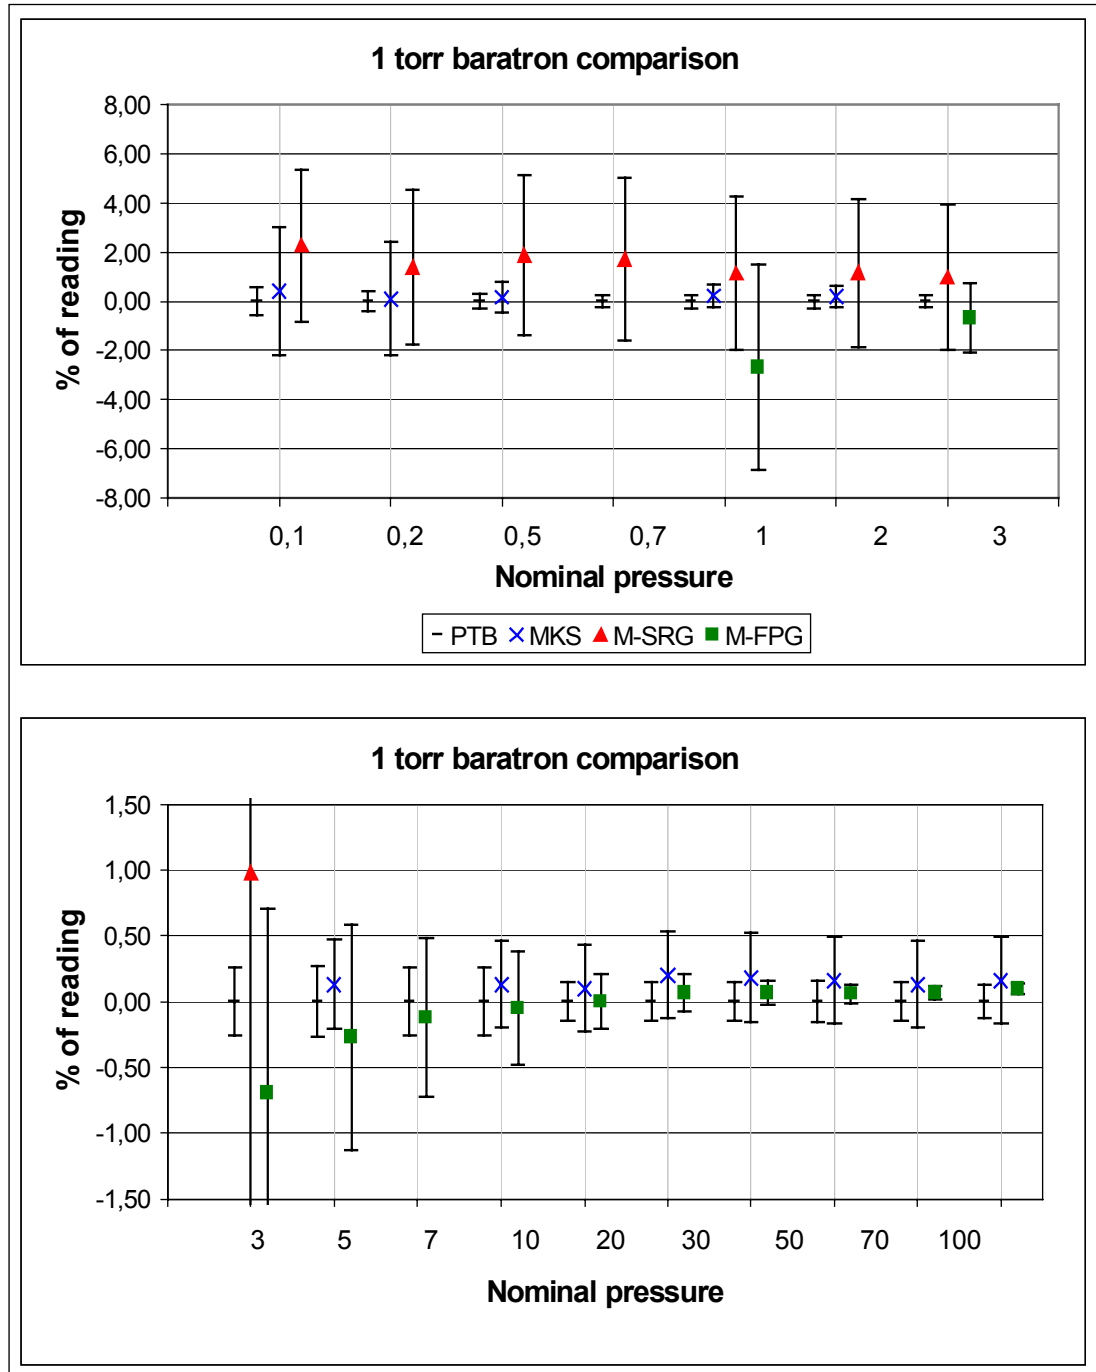 1 torr baratron comparison
8,00
6,00
4,00
2,00
0,00
-2,00
-4,00
-6,00
-8,00
% of reading
0,1 0,2 0,5 0,7 1 2 3
Nominal pressure
PTB MKS M-SRG M-FPG
1 torr baratron comparison
1,50
1,00
0,50
0,00
-0,50
-1,00
-1,50
% of reading
3 5 7 10 20 30 50 70 100
Nominal pressure